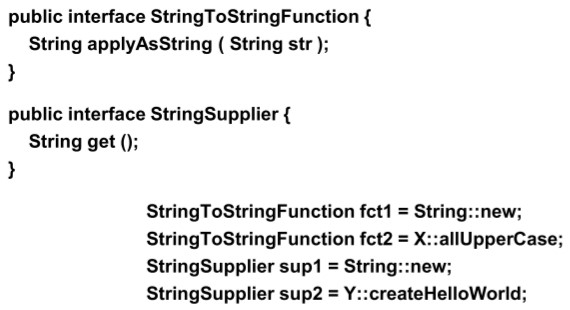 public interface StringToStringFunction {
String applyAsString ( String str );
}
public interface StringSupplier {
String get ();
}
StringToStringFunction fct1 = String::new;
StringToStringFunction fct2 = X::allUpperCase;
StringSupplier sup1 = String::new;
StringSupplier sup2 = Y::createHelloWorld;